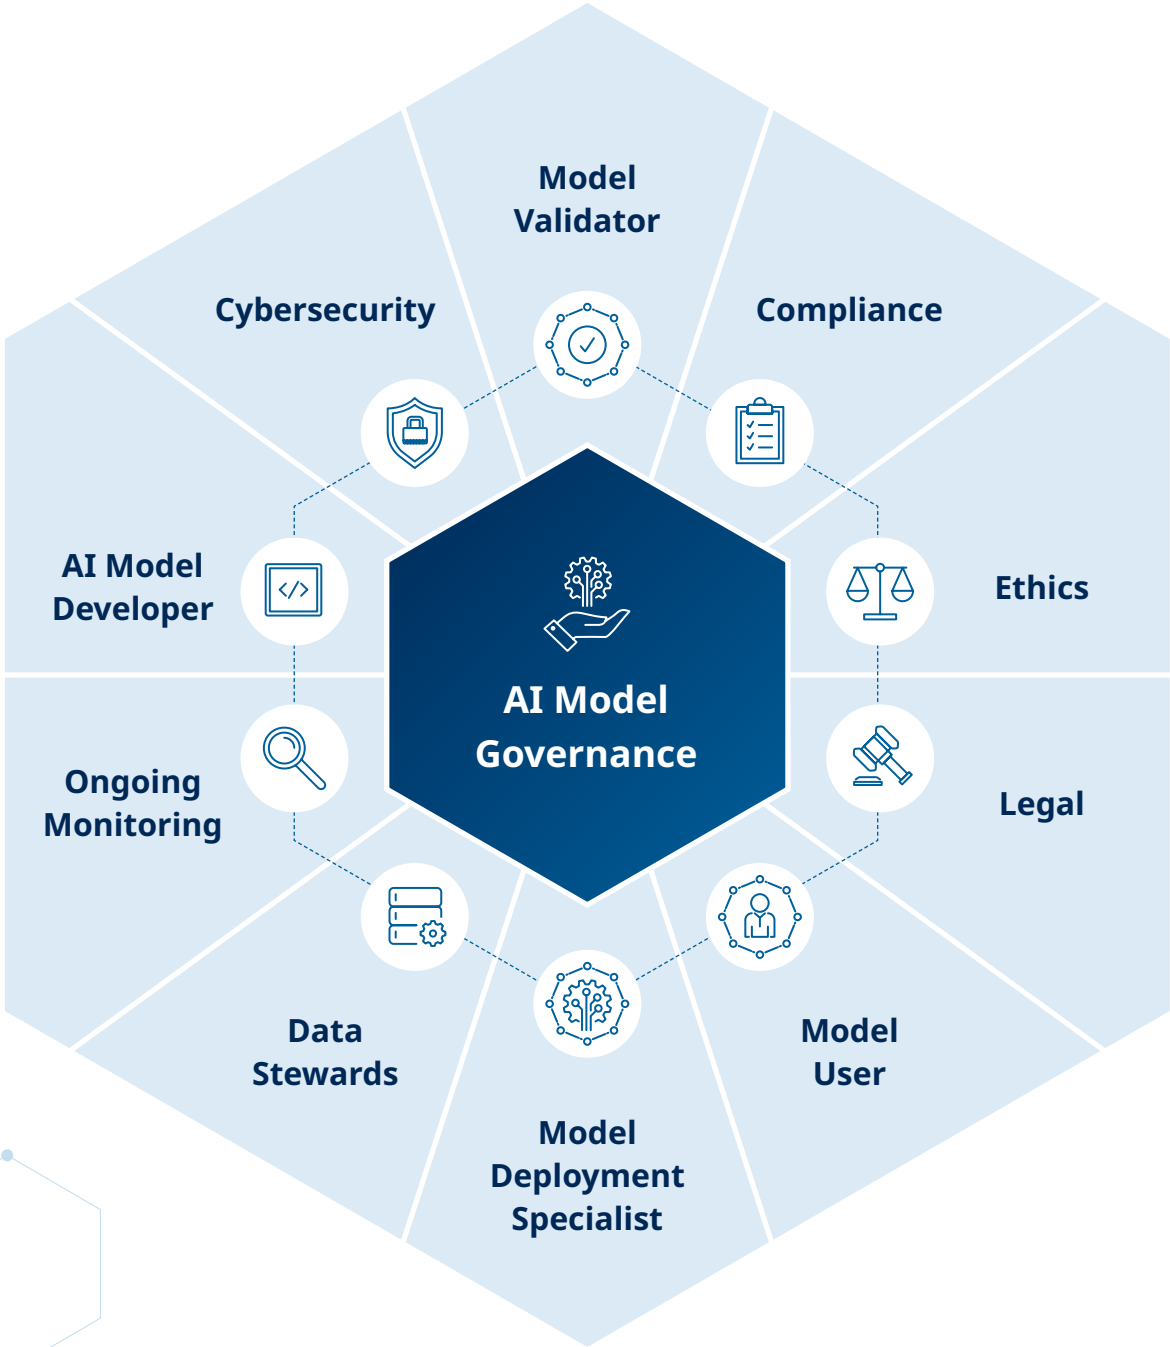 Model
Validator
Cybersecurity
Compliance
AI Model
Developer
Ethics
AI Model
Governance
Ongoing
Monitoring
Legal
Data
Stewards
Model
User
Model
Deployment
Specialist